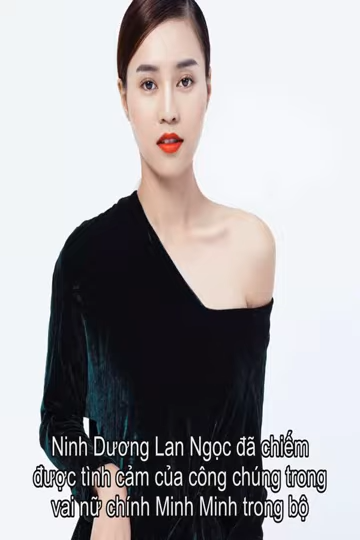 Ninh Dương Lan Ngọc đã chiếm
được tình cảm của công chúng trong
vai nữ chính Minh Minh trong bộ